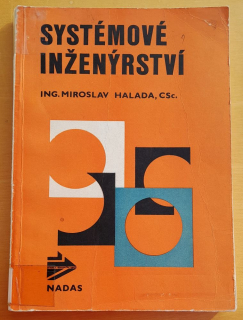 SYSTÉMOVÉ
INŽENÝRSTVÍ
ING. MIROSLAV HALADA, CSc.
NADAS